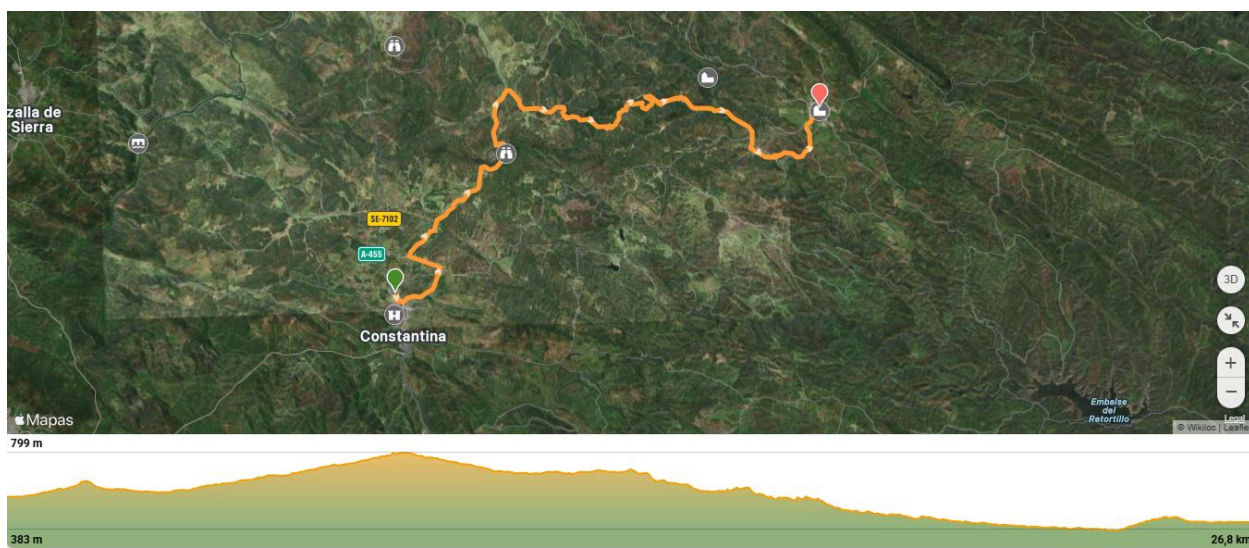 zalla de
Sierra
SE-7102
A-455
3D
H
Constantina
+
−
Embalse
del
Retortillo
Mapas
Legal
© Wikiloc | Leafle
799 m
383 m
26,8 km